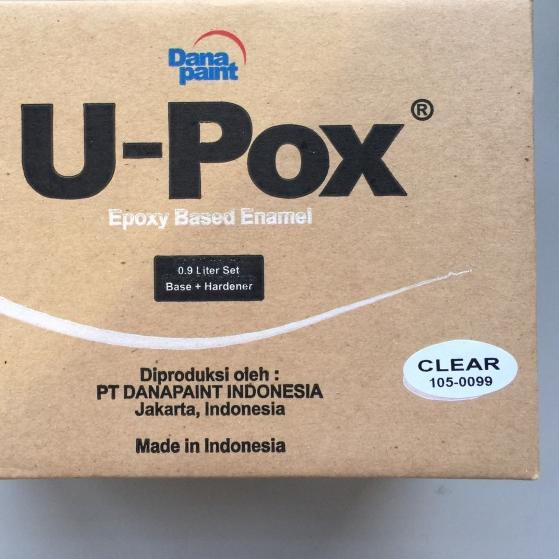 Dana
paint
U-Pox®
Epoxy Based Enamel
0.9 Liter Set
Base + Hardener
CLEAR
105-0099
Diproduksi oleh :
PT DANAPAINT INDONESIA
Jakarta, Indonesia
Made in Indonesia